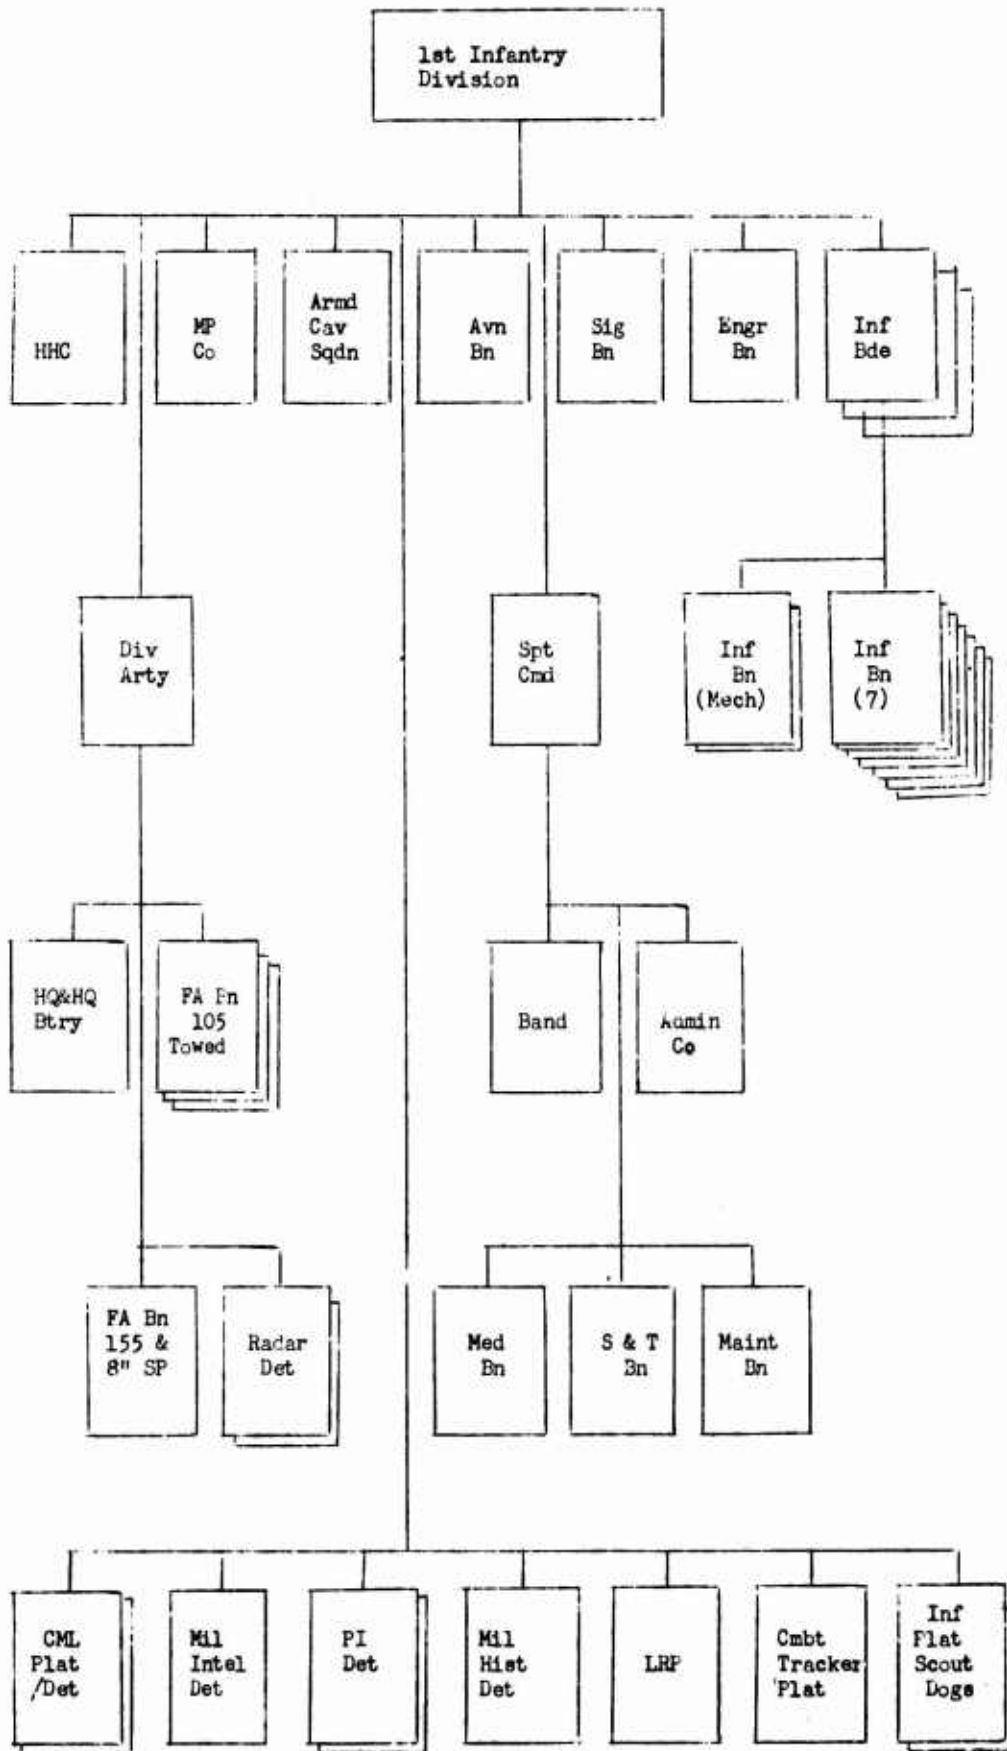 1st Infantry
Division
HHC
MP
Co
Armd
Cav
Sqdn
Avn
Bn
Sig
Bn
Engr
Bn
Inf
Bde
Div
Arty
Spt
Cmd
Inf
Bn
(Mech)
Inf
Bn
(7)
HQ&HQ
Btry
FA Bn
105
Towed
Band
Admin
Co
FA Bn
155 &
8" SP
Radar
Det
Med
Bn
S & T
Bn
Maint
Bn
CML
Plat
/Det
Mil
Intel
Det
PI
Det
Mil
Hist
Det
LRP
Cmbt
Tracker
Plat
Inf
Plat
Scout
Dogs